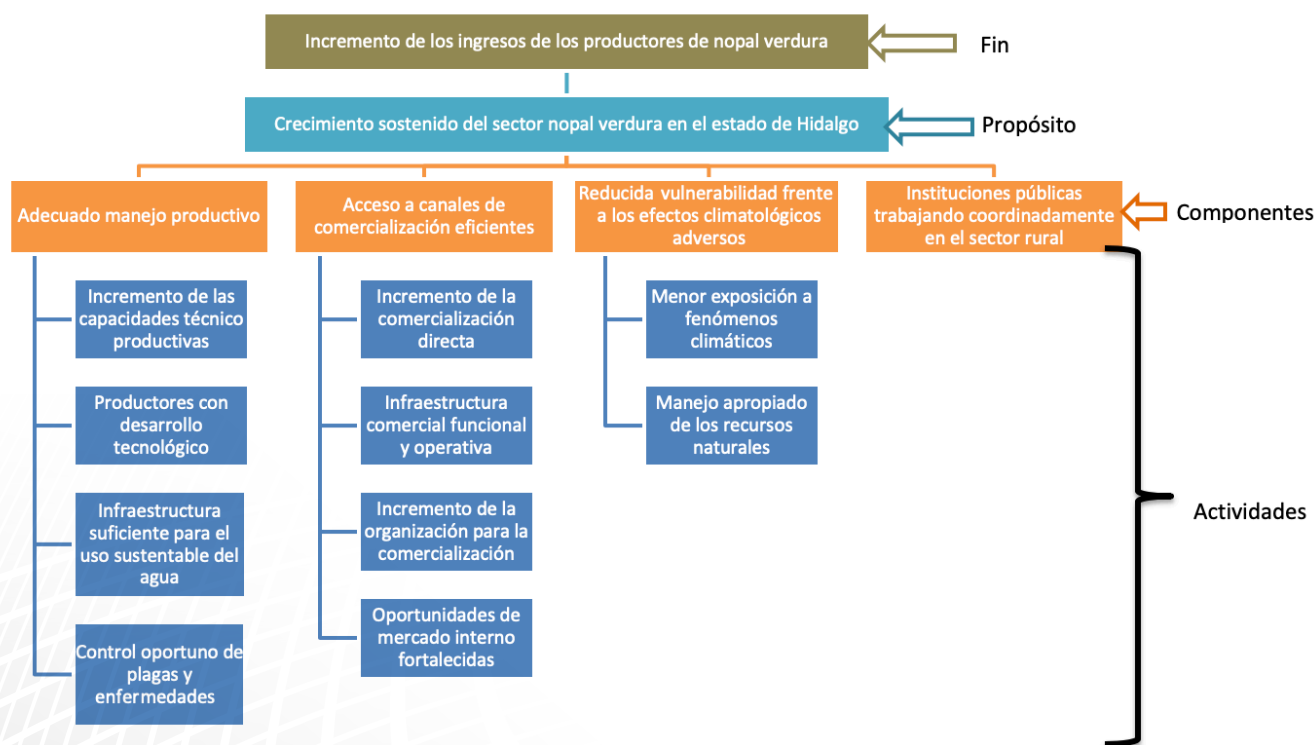 Incremento de los ingresos de los productores de nopal verdura
Fin
Crecimiento sostenido del sector nopal verdura en el estado de Hidalgo
Propósito
Adecuado manejo productivo
Acceso a canales de
comercialización eficientes
Reducida vulnerabilidad frente
a los efectos climatológicos
adversos
Instituciones públicas
trabajando coordinadamente
en el sector rural
Componentes
Incremento de las
capacidades técnico
productivas
Productores con
desarrollo
tecnológico
Infraestructura
suficiente para el
uso sustentable del
agua
Control oportuno de
plagas y
enfermedades
Incremento de la
comercialización
directa
Infraestructura
comercial funcional
y operativa
Incremento de la
organización para la
comercialización
Oportunidades de
mercado interno
fortalecidas
Menor exposición a
fenómenos
climáticos
Manejo apropiado
de los recursos
naturales
Actividades